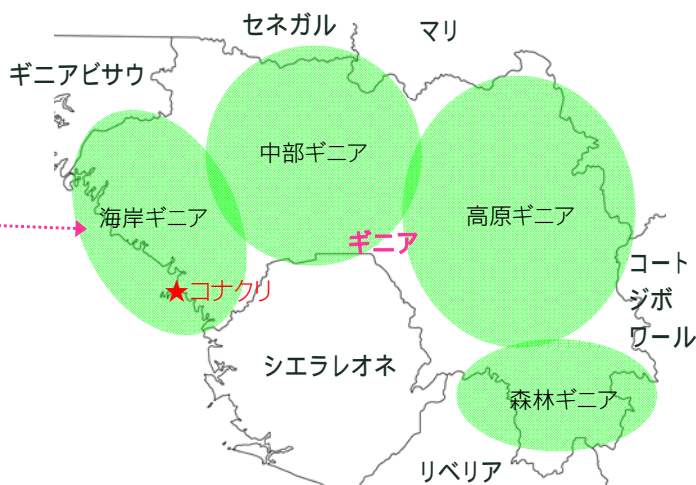 セネガル
マリ
ギニアビサウ
中部ギニア
海岸ギニア
高原ギニア
ギニア
コート
ジボ
ワール
コナクリ
シエラレオネ
森林ギニア
リベリア